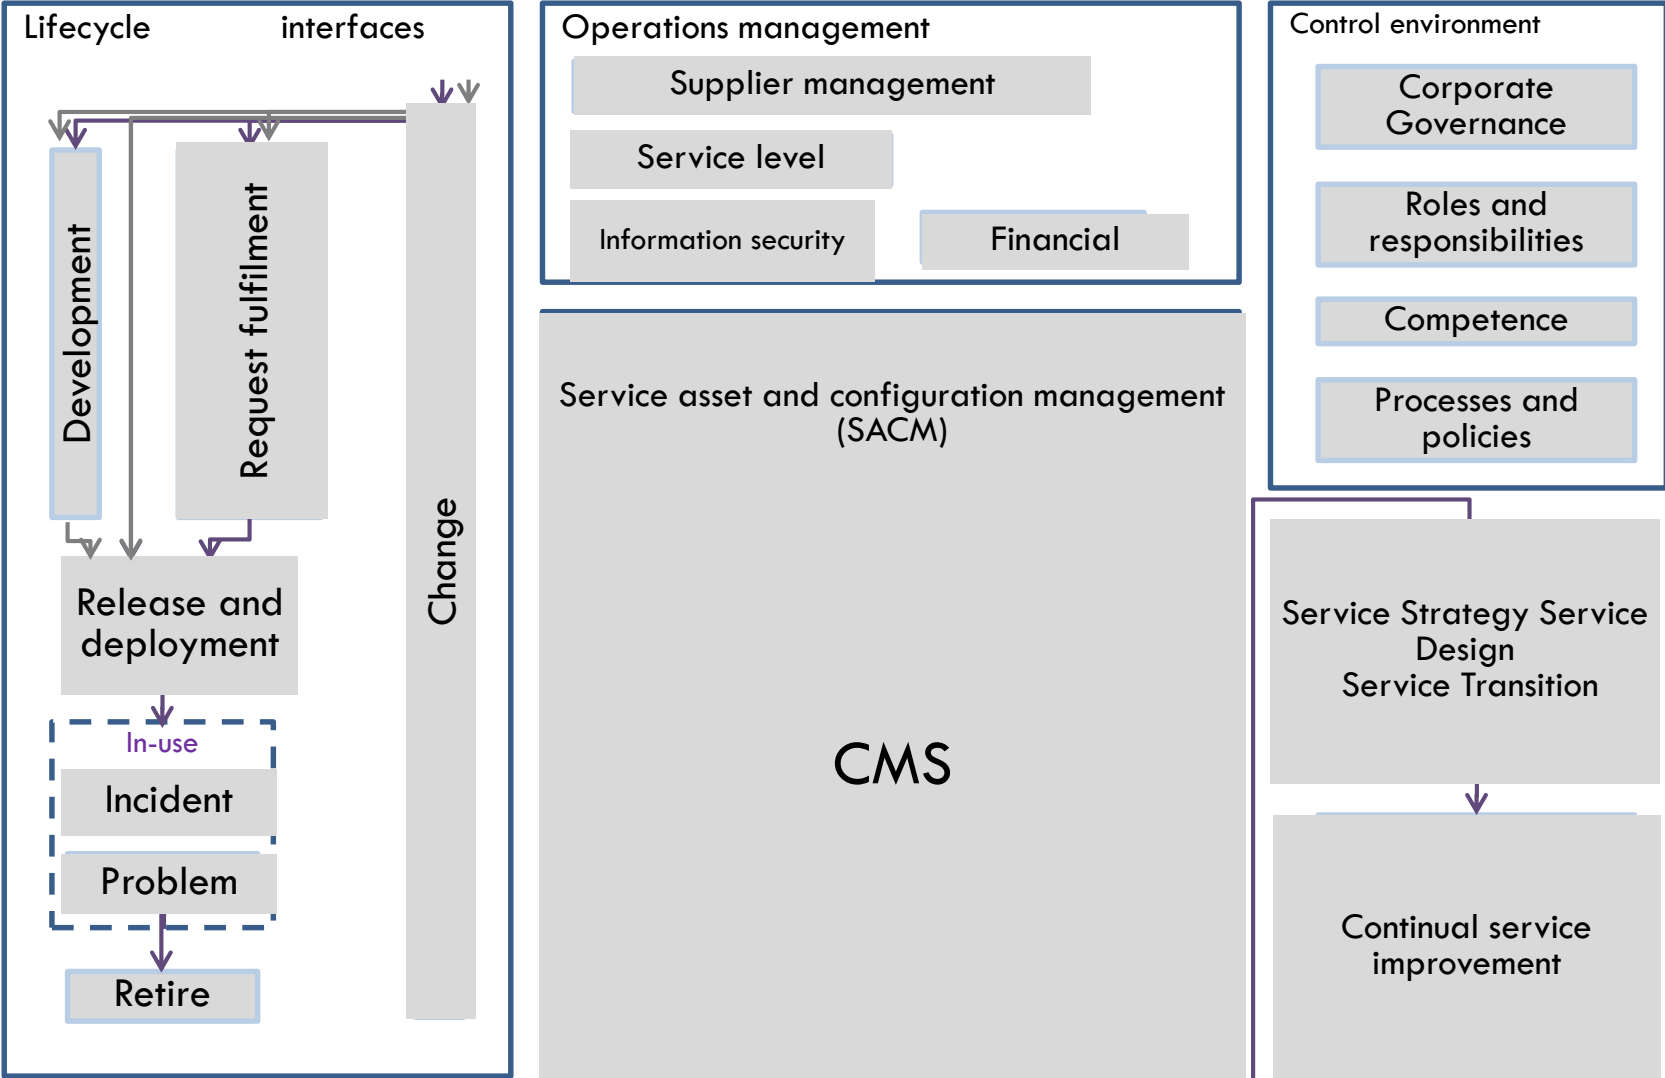 Lifecycle interfaces
Development
Request fulfilment
Change
Release and
deployment
In-use
Incident
Problem
Retire
Operations management
Supplier management
Service level
Information security
Financial
Service asset and configuration management
(SACM)
CMS
Control environment
Corporate
Governance
Roles and
responsibilities
Competence
Processes and
policies
Service Strategy Service
Design
Service Transition
Continual service
improvement